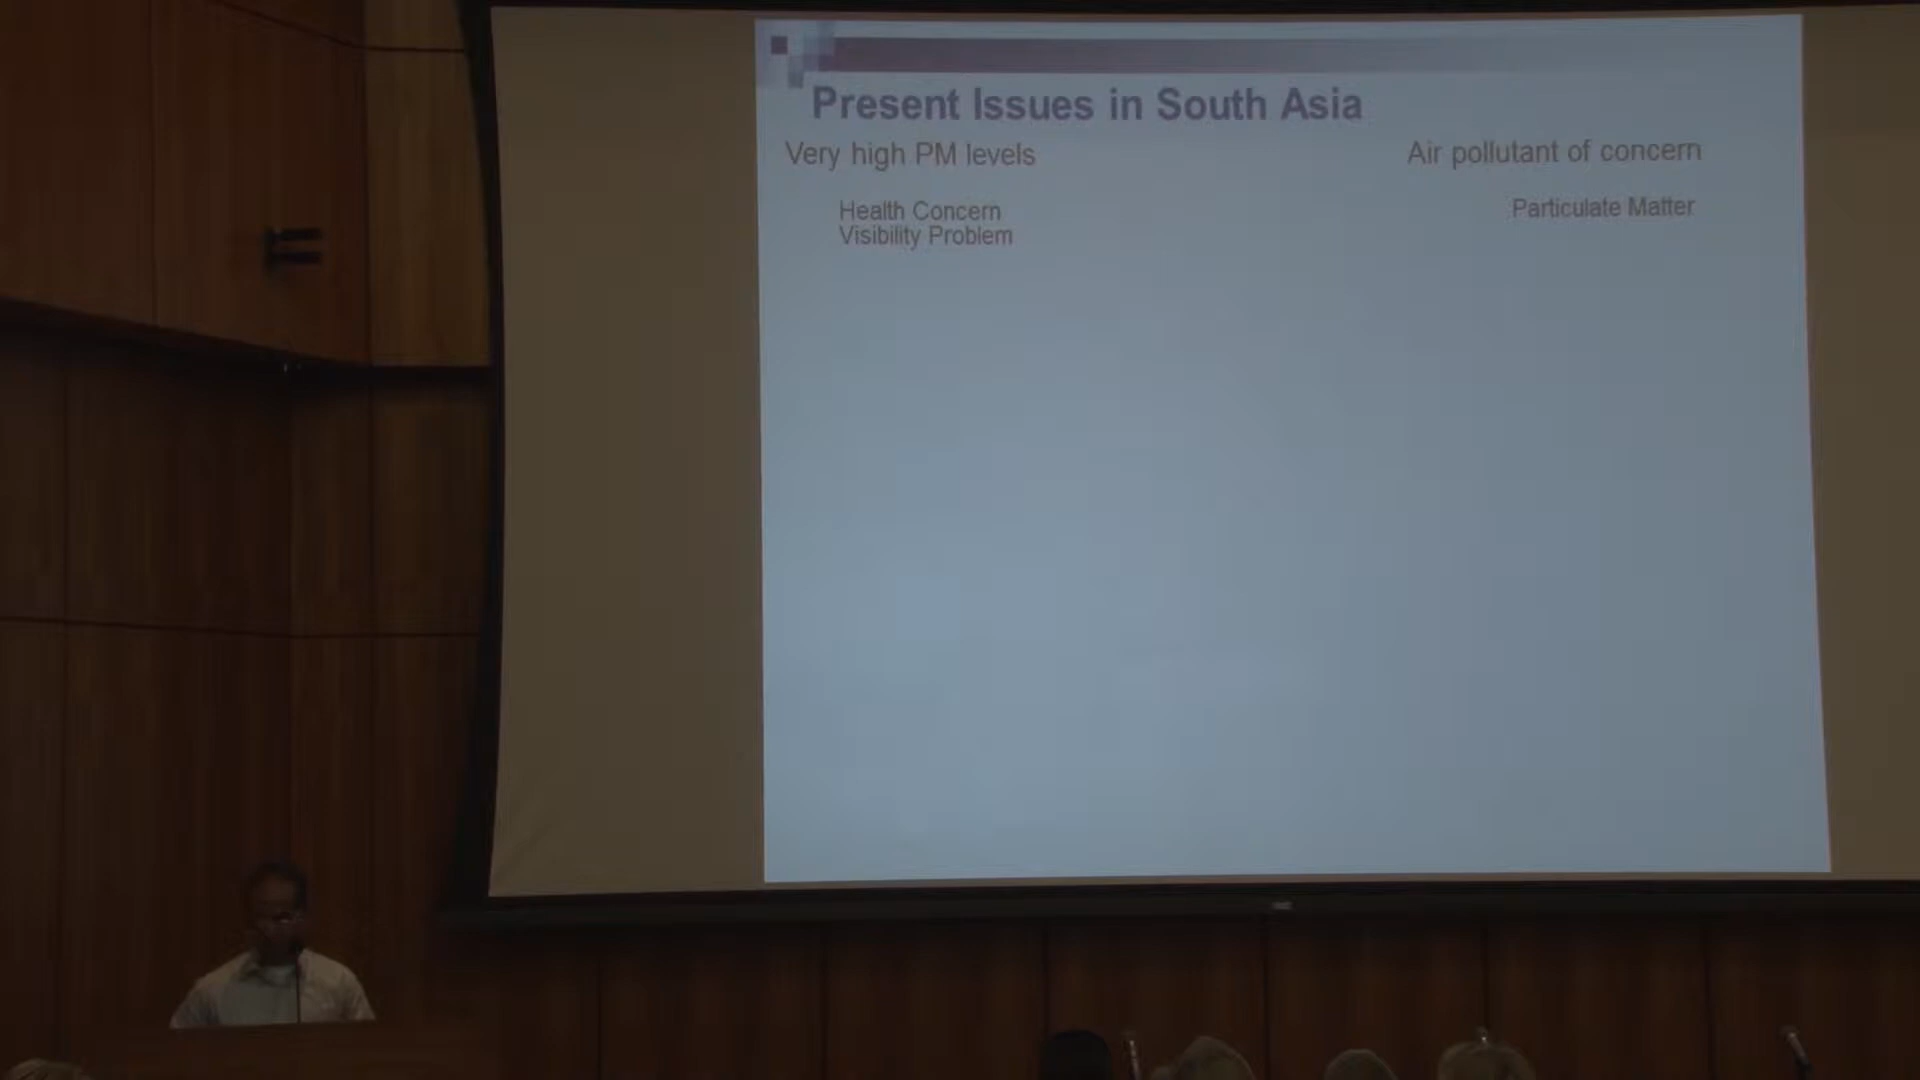 Present Issues in South Asia
Very high PM levels
Health Concern
Visibility Problem
Air pollutant of concern
Particulate Matter